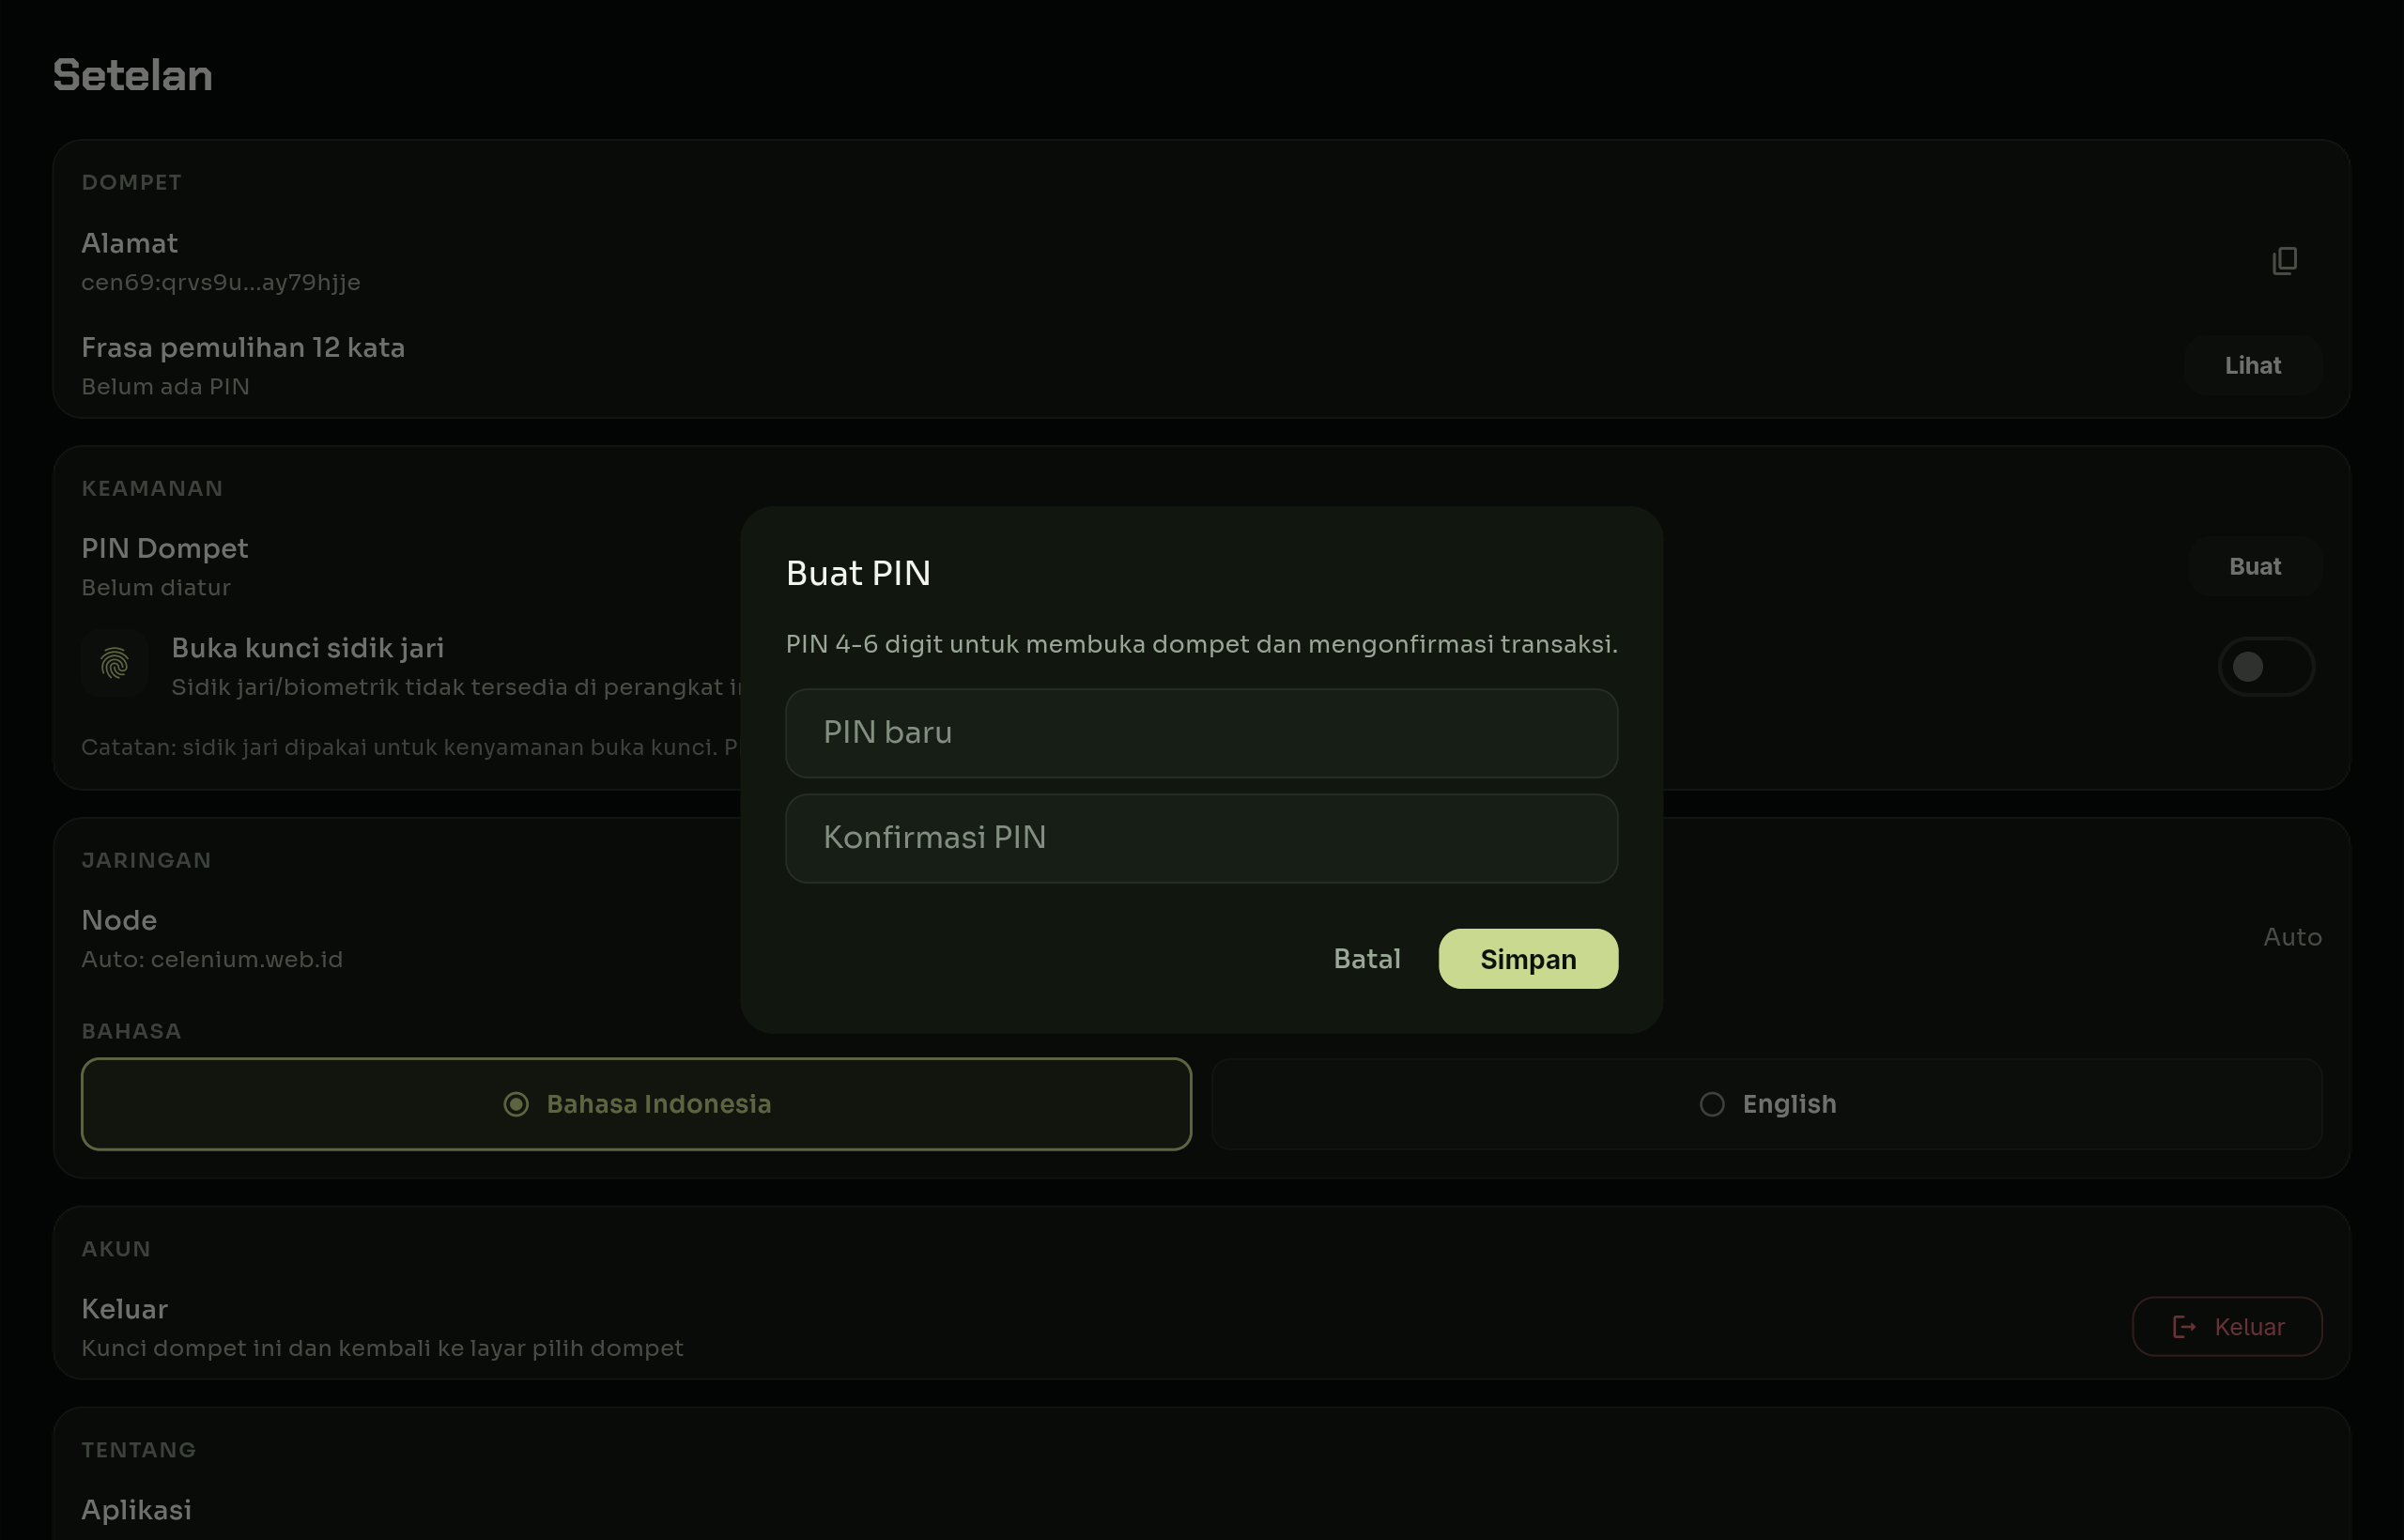 Setelan
DOMPET
Alamat
cen69:qrvs9u...ay79hjje
Frasa pemulihan 12 kata
Belum ada PIN
Lihat
KEAMANAN
PIN Dompet
Belum diatur
Buat
Buka kunci sidik jari
Sidik jari/biometrik tidak tersedia di perangkat
Catatan: sidik jari dipakai untuk kenyamanan buka kunci.
Buat PIN
PIN 4-6 digit untuk membuka dompet dan mengonfirmasi transaksi.
PIN baru
Konfirmasi PIN
Batal
Simpan
JARINGAN
Node
Auto: celenium.web.id
Auto
BAHASA
Bahasa Indonesia
English
AKUN
Keluar
Kunci dompet ini dan kembali ke layar pilih dompet
Keluar
TENTANG
Aplikasi